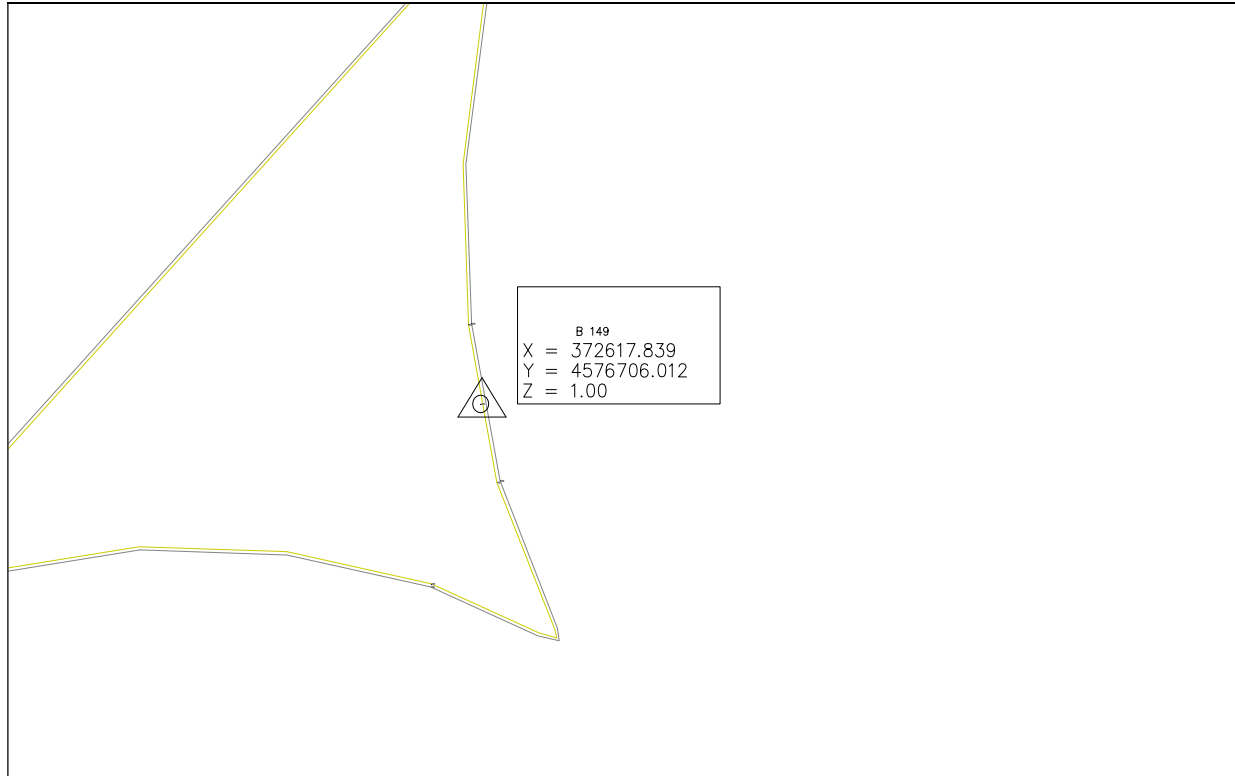 B 149
X = 372617.839
Y = 4576706.012
Z = 1.00